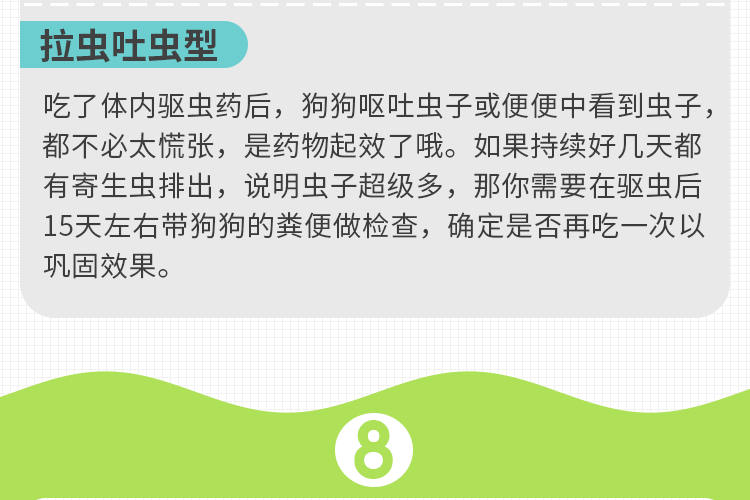 拉虫吐虫型
吃了体内驱虫药后，狗狗呕吐虫子或便便中看到虫子，
都不必太慌张，是药物起效了哦。如果持续好几天都
有寄生虫排出，说明虫子超级多，那你需要在驱虫后
15天左右带狗狗的粪便做检查，确定是否再吃一次以
巩固效果。
8